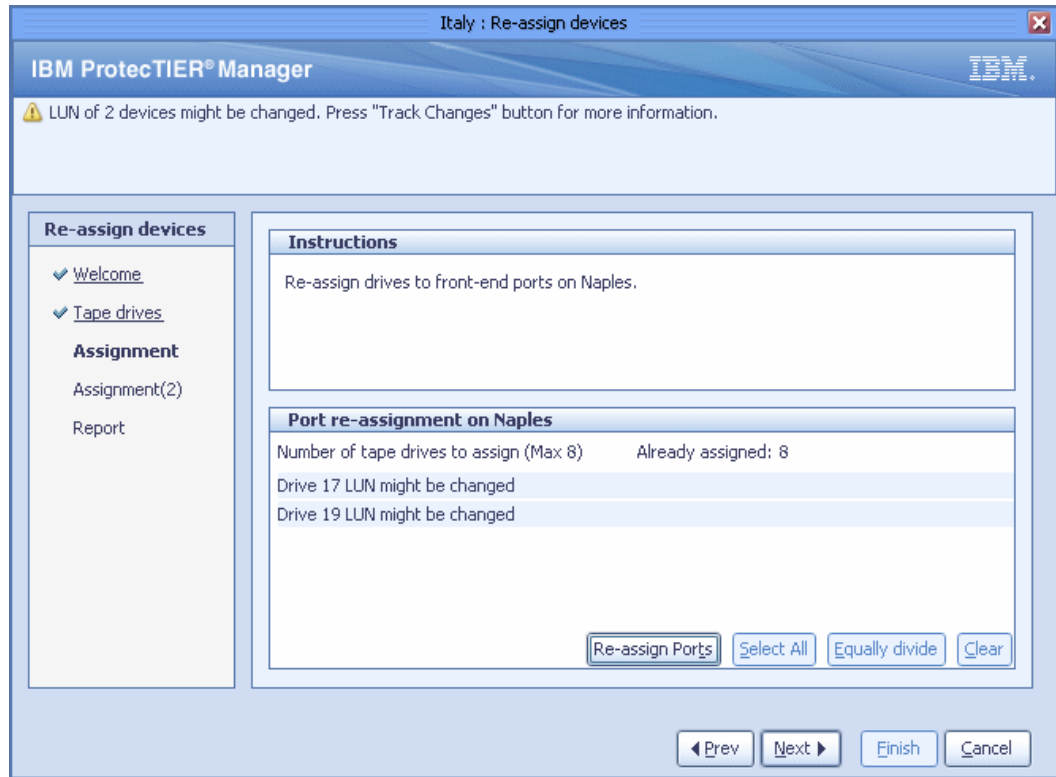 Italy : Re-assign devices
IBM ProtecTIER® Manager
IBM.
LUN of 2 devices might be changed. Press "Track Changes" button for more information.
Re-assign devices
Welcome
Tape drives
Assignment
Assignment(2)
Report
Instructions
Re-assign drives to front-end ports on Naples.
Port re-assignment on Naples
Number of tape drives to assign (Max 8) Already assigned: 8
Drive 17 LUN might be changed
Drive 19 LUN might be changed
Re-assign Ports Select All Equally divide Clear
Prev Next Finish Cancel